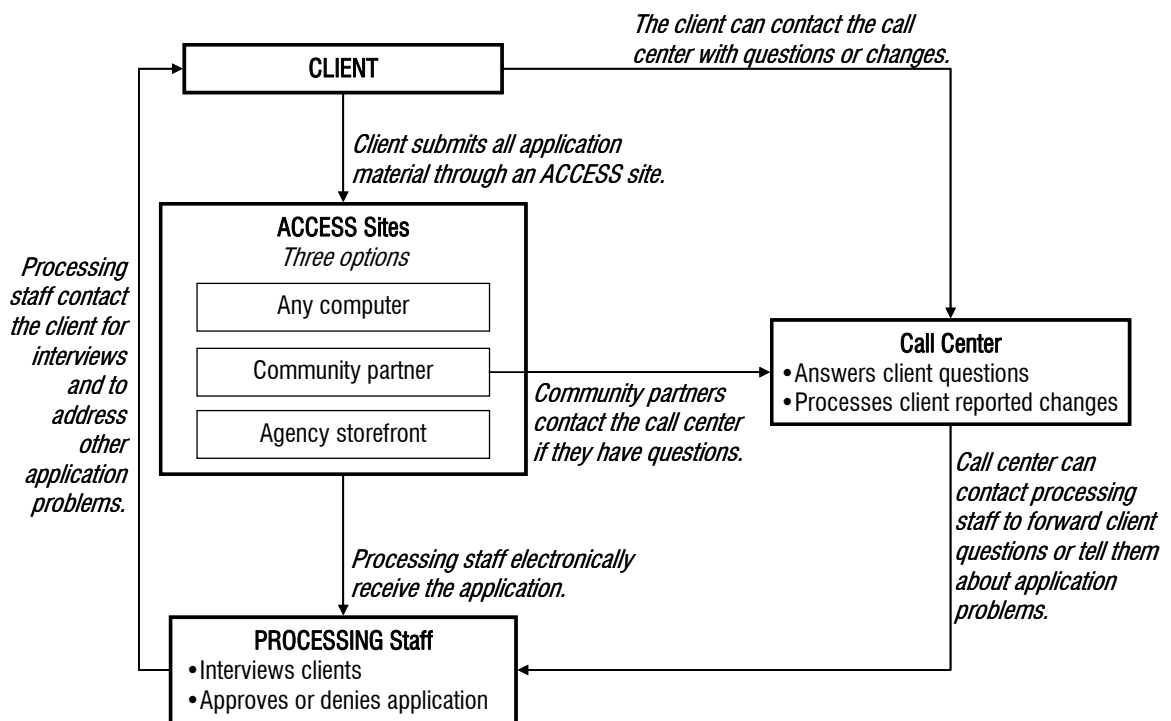 The client can contact the call
center with questions or changes.
CLIENT
Client submits all application
material through an ACCESS site.
ACCESS Sites
Three options
Any computer
Community partner
Agency storefront
Processing
staff contact
the client for
interviews
and to
address
other
application
problems.
Community partners
contact the call center
if they have questions.
Call Center
•Answers client questions
•Processes client reported changes
Call center can
contact processing
staff to forward client
questions or tell them
about application
problems.
Processing staff electronically
receive the application.
PROCESSING Staff
•Interviews clients
•Approves or denies application